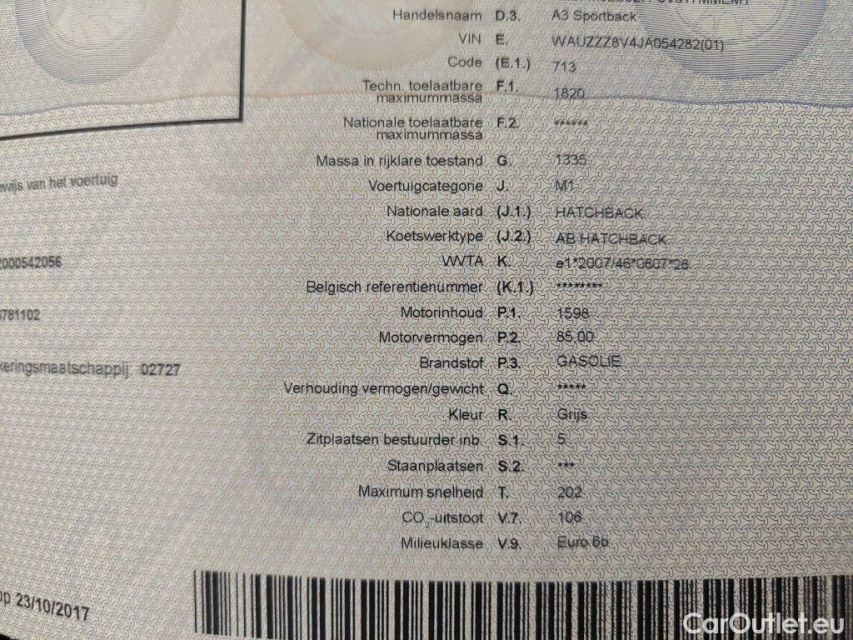 Handelsnaam D.3. A3 Sportback
VIN E. WAUZZZ8V4JA054282(01)
Code (E.1.) 713
Techn. toelaatbare maximummassa F.1. 1820
Nationale toelaatbare maximummassa F.2. ******
Massa in rijklare toestand G. 1335
Voertuigcategorie J. M1
Nationale aard (J.1.) HATCHBACK
Koetswerktype (J.2.) AB HATCHBACK
WVTA K. e1*2007/46*0607*26
Belgisch referentienummer (K.1.) ********
Motorinhoud P.1. 1598
Motorvermogen P.2. 85,00
Brandstof P.3. GASOLIE
Verhouding vermogen/gewicht Q. *****
Kleur R. Grijs
Zitplaatsen bestuurder inb. S.1. 5
Staanplaatsen S.2. ***
Maximum snelheid T. 202
CO₂-uitstoot V.7. 106
Milieuklasse V.9. Euro 6b
ewijs van het voertuig
2000542056
6781102
keringsmaatschappij: 02727
op 23/10/2017
CarOutlet.eu